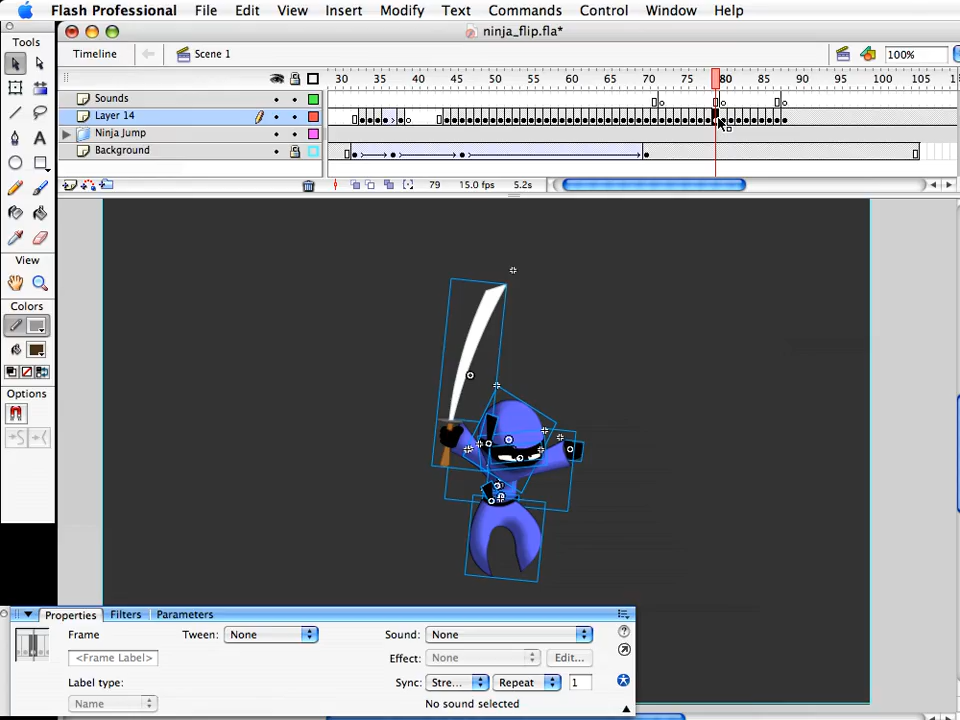 Flash Professional File Edit View Insert Modify Text Commands Control Window Help
ninja_flip.fla*
Tools
Timeline Scene 1 100%
30 35 40 45 50 55 60 65 70 75 80 85 90 95 100 105
Sounds
Layer 14
Ninja Jump
Background
79 15.0 fps 5.2s
View
Colors
Options
Properties Filters Parameters
Frame Tween: None Sound: None
<Frame Label> Effect: None Edit...
Label type: Sync: Stre... Repeat 1
Name No sound selected